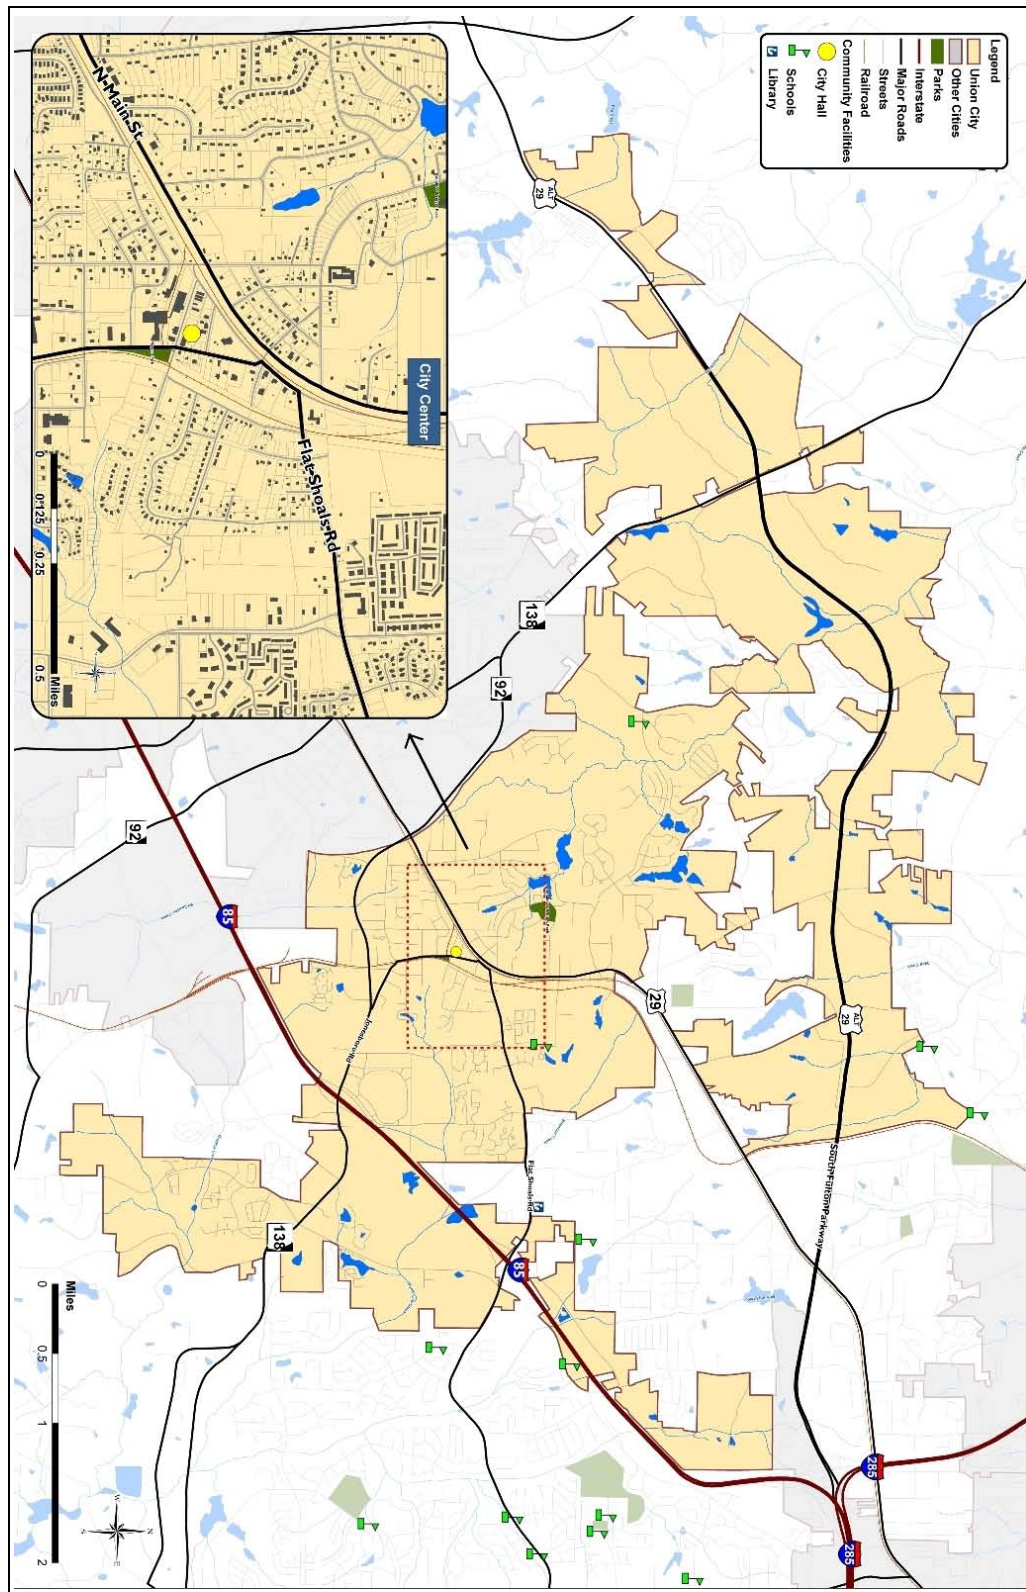 Legend
Union City
Other Cities
Parks
Interstate
Major Roads
Streets
Railroad
Community Facilities
City Hall
Schools
Library
City Center
N Main St
Flat Shoals Rd
0
0.125
0.25
0.5
Miles
ALT
29
138
92
92
85
29
ALT
29
South Fulton Parkway
Jonesboro Rd
Flat Shoals Rd
138
85
285
285
Miles
0
0.5
1
2
N
E
S
W